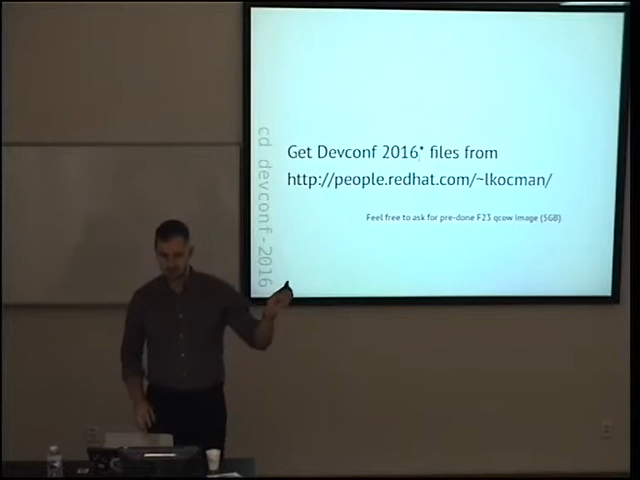 cd devconf-2016
Get Devconf 2016* files from
http://people.redhat.com/~lkocman/
Feel free to ask for pre-done F23 qcow image (5GB)